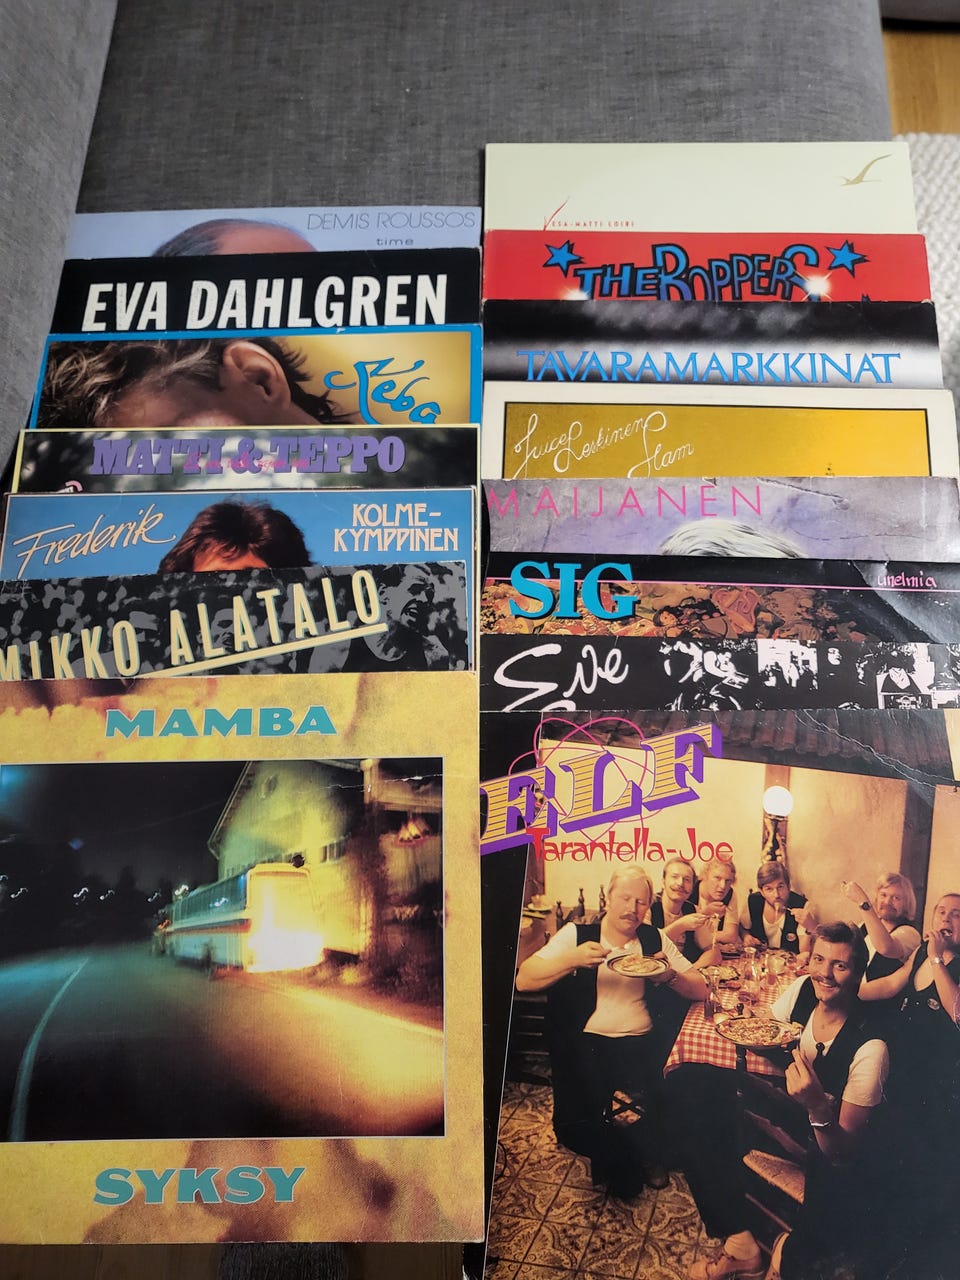 DEMIS ROUSSOS
time
EVA DAHLGREN
Neba
MATTI & TEPPO
Frederik
KOLME-
KYMPPINEN
MIKKO ALATALO
MAMBA
SYKSY
VESA-MATTI LOIRI
THE BOPPERS
TAVARAMARKKINAT
Juice Leskinen
Slam
MAIJANEN
SIG
unelmia
Eve
ELF
Tarantella-Joe